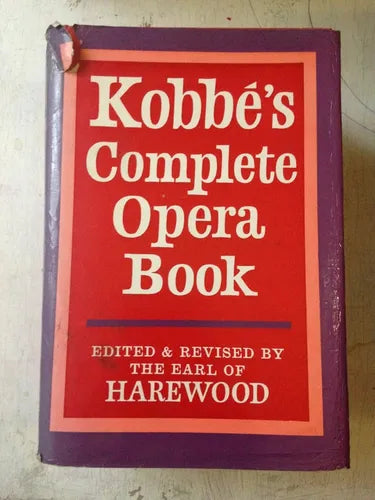 Kobbé's
Complete
Opera
Book
EDITED & REVISED BY
THE EARL OF
HAREWOOD